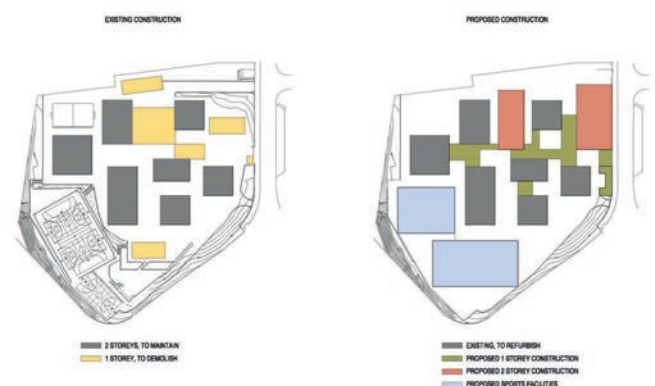 EXISTING CONSTRUCTION
PROPOSED CONSTRUCTION
2 STOREYS, TO MAINTAIN
1 STOREY, TO DEMOLISH
EXISTING, TO REFURBISH
PROPOSED 1 STOREY CONSTRUCTION
PROPOSED 2 STOREY CONSTRUCTION
PROPOSED SPORTS FACILITIES